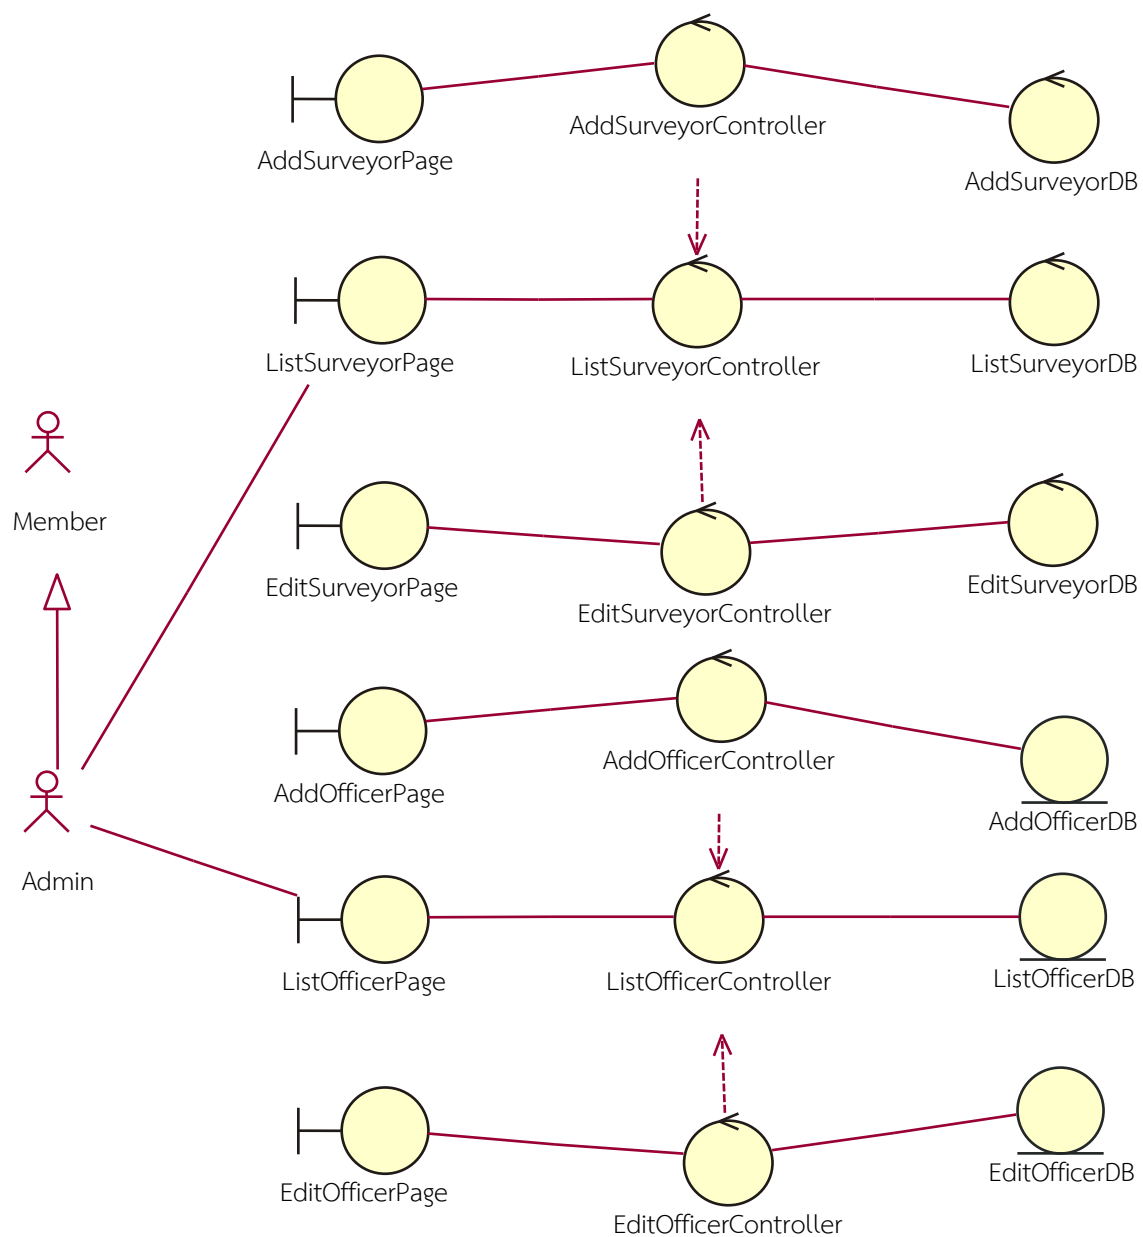 AddSurveyorPage
AddSurveyorController
AddSurveyorDB
ListSurveyorPage
ListSurveyorController
ListSurveyorDB
Member
EditSurveyorPage
EditSurveyorController
EditSurveyorDB
AddOfficerPage
AddOfficerController
AddOfficerDB
Admin
ListOfficerPage
ListOfficerController
ListOfficerDB
EditOfficerPage
EditOfficerController
EditOfficerDB